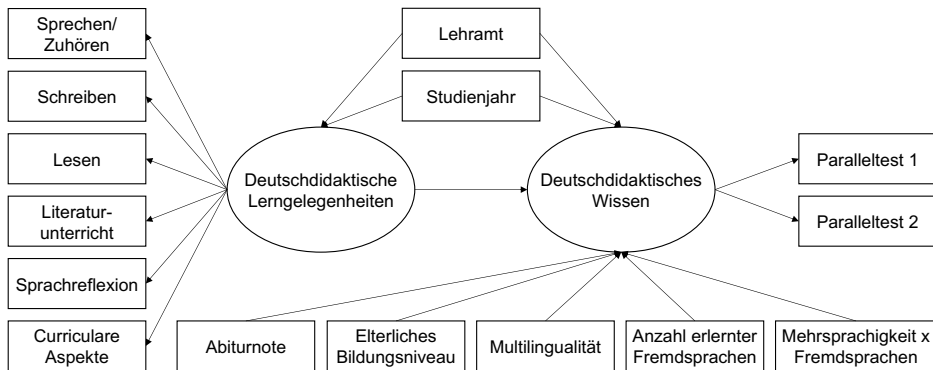 Sprechen/
Zuhören
Schreiben
Lesen
Literatur-
unterricht
Sprachreflexion
Curriculare
Aspekte
Lehramt
Studienjahr
Deutschdidaktische
Lerngelegenheiten
Deutschdidaktisches
Wissen
Paralleltest 1
Paralleltest 2
Abiturnote
Elterliches
Bildungsniveau
Multilingualität
Anzahl erlernter
Fremdsprachen
Mehrsprachigkeit x
Fremdsprachen